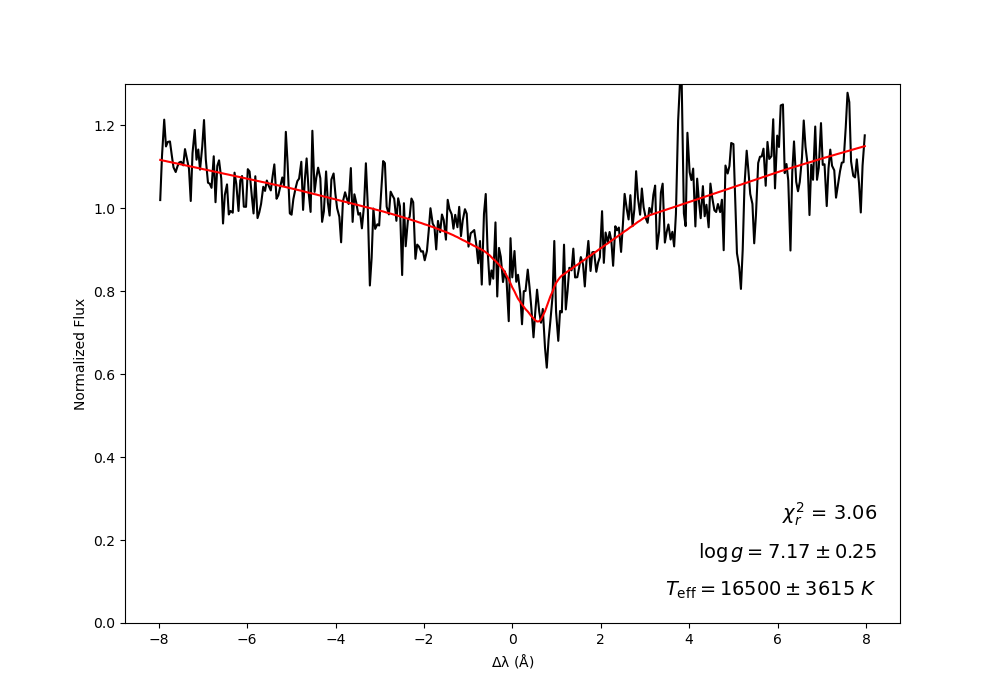 1.2
1.0
0.8
0.6
0.4
0.2
0.0
Normalized Flux
χ²ᵣ = 3.06
log g = 7.17 ± 0.25
T_eff = 16500 ± 3615 K
−8 −6 −4 −2 0 2 4 6 8
Δλ (Å)